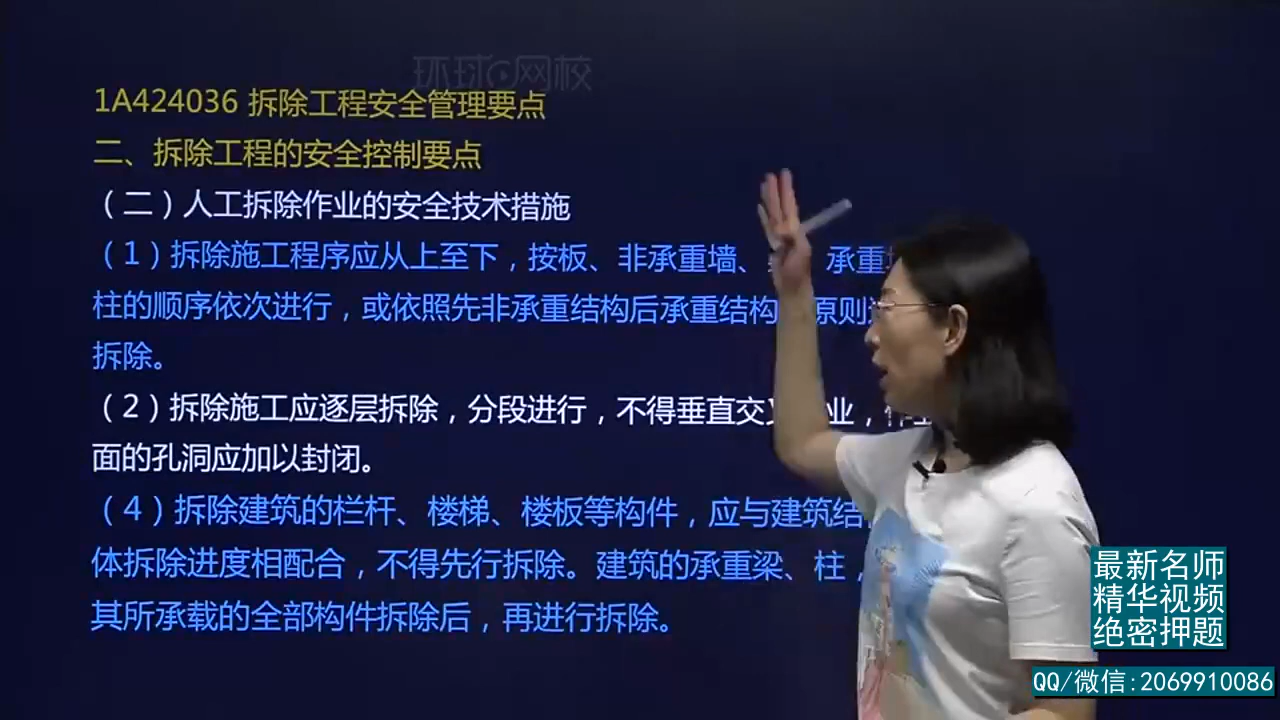 环球网校
1A424036 拆除工程安全管理要点
二、拆除工程的安全控制要点
（二）人工拆除作业的安全技术措施
（1）拆除施工程序应从上至下，按板、非承重墙、 承重
柱的顺序依次进行，或依照先非承重结构后承重结构 原则
拆除。
（2）拆除施工应逐层拆除，分段进行，不得垂直交 业，
面的孔洞应加以封闭。
（4）拆除建筑的栏杆、楼梯、楼板等构件，应与建筑结
体拆除进度相配合，不得先行拆除。建筑的承重梁、柱，
其所承载的全部构件拆除后，再进行拆除。
最新名师
精华视频
绝密押题
QQ/微信:2069910086